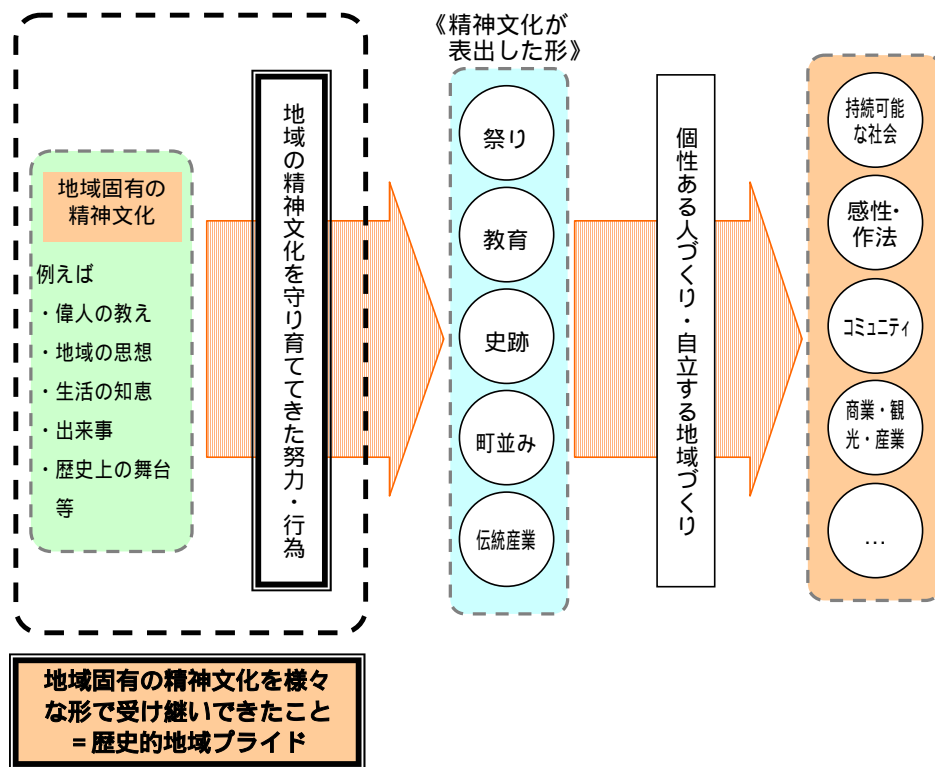 《精神文化が
表出した形》
地域固有の
精神文化
例えば
・偉人の教え
・地域の思想
・生活の知恵
・出来事
・歴史上の舞台
等
地域の精神文化を守り育ててきた努力・行為
祭り
教育
史跡
町並み
伝統産業
個性ある人づくり・自立する地域づくり
持続可能
な社会
感性・
作法
コミュニティ
商業・観
光・産業
…
地域固有の精神文化を様々
な形で受け継いできたこと
=歴史的地域プライド